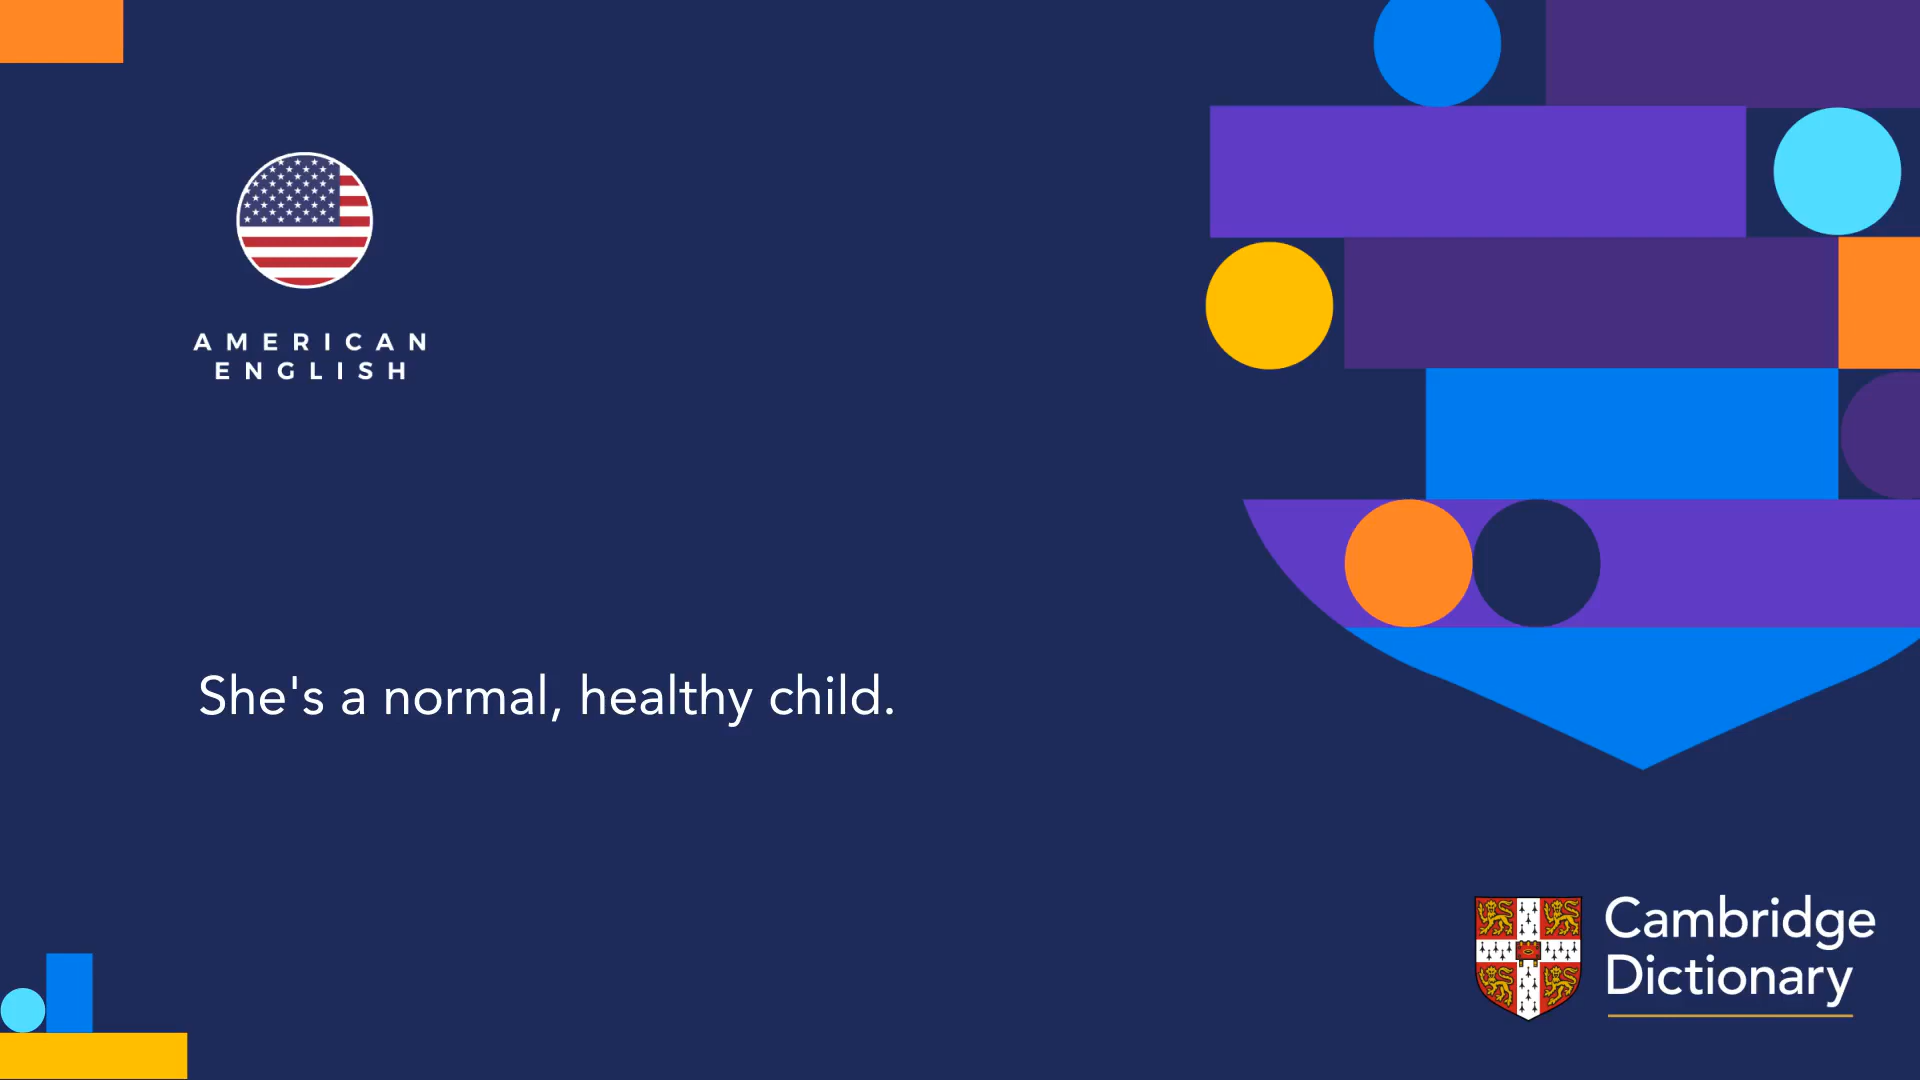 AMERICAN
ENGLISH
She's a normal, healthy child.
Cambridge
Dictionary